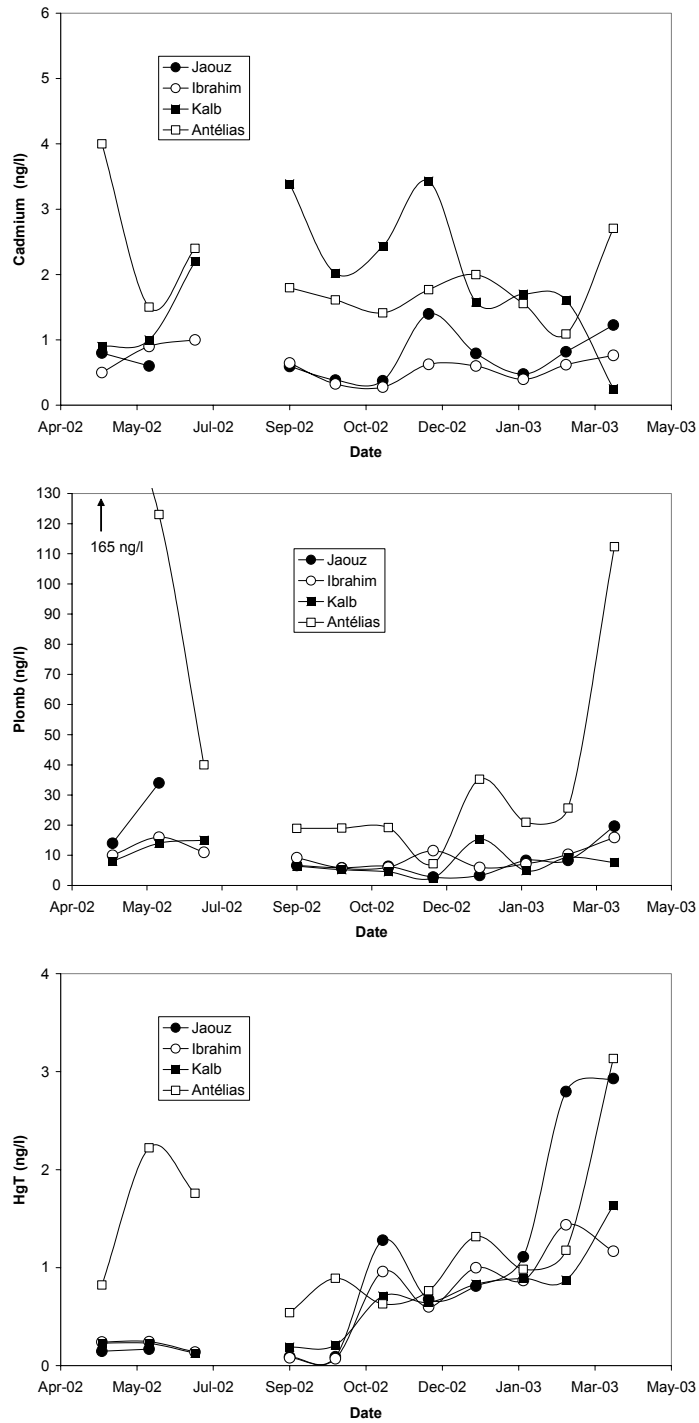 6
5
4
3
2
1
0
Cadmium (ng/l)
Jaouz
Ibrahim
Kalb
Antélias
Apr-02 May-02 Jul-02 Sep-02 Oct-02 Dec-02 Jan-03 Mar-03 May-03
Date
130
120
110
100
90
80
70
60
50
40
30
20
10
0
Plomb (ng/l)
165 ng/l
Jaouz
Ibrahim
Kalb
Antélias
Apr-02 May-02 Jul-02 Sep-02 Oct-02 Dec-02 Jan-03 Mar-03 May-03
Date
4
3
2
1
0
HgT (ng/l)
Jaouz
Ibrahim
Kalb
Antélias
Apr-02 May-02 Jul-02 Sep-02 Oct-02 Dec-02 Jan-03 Mar-03 May-03
Date